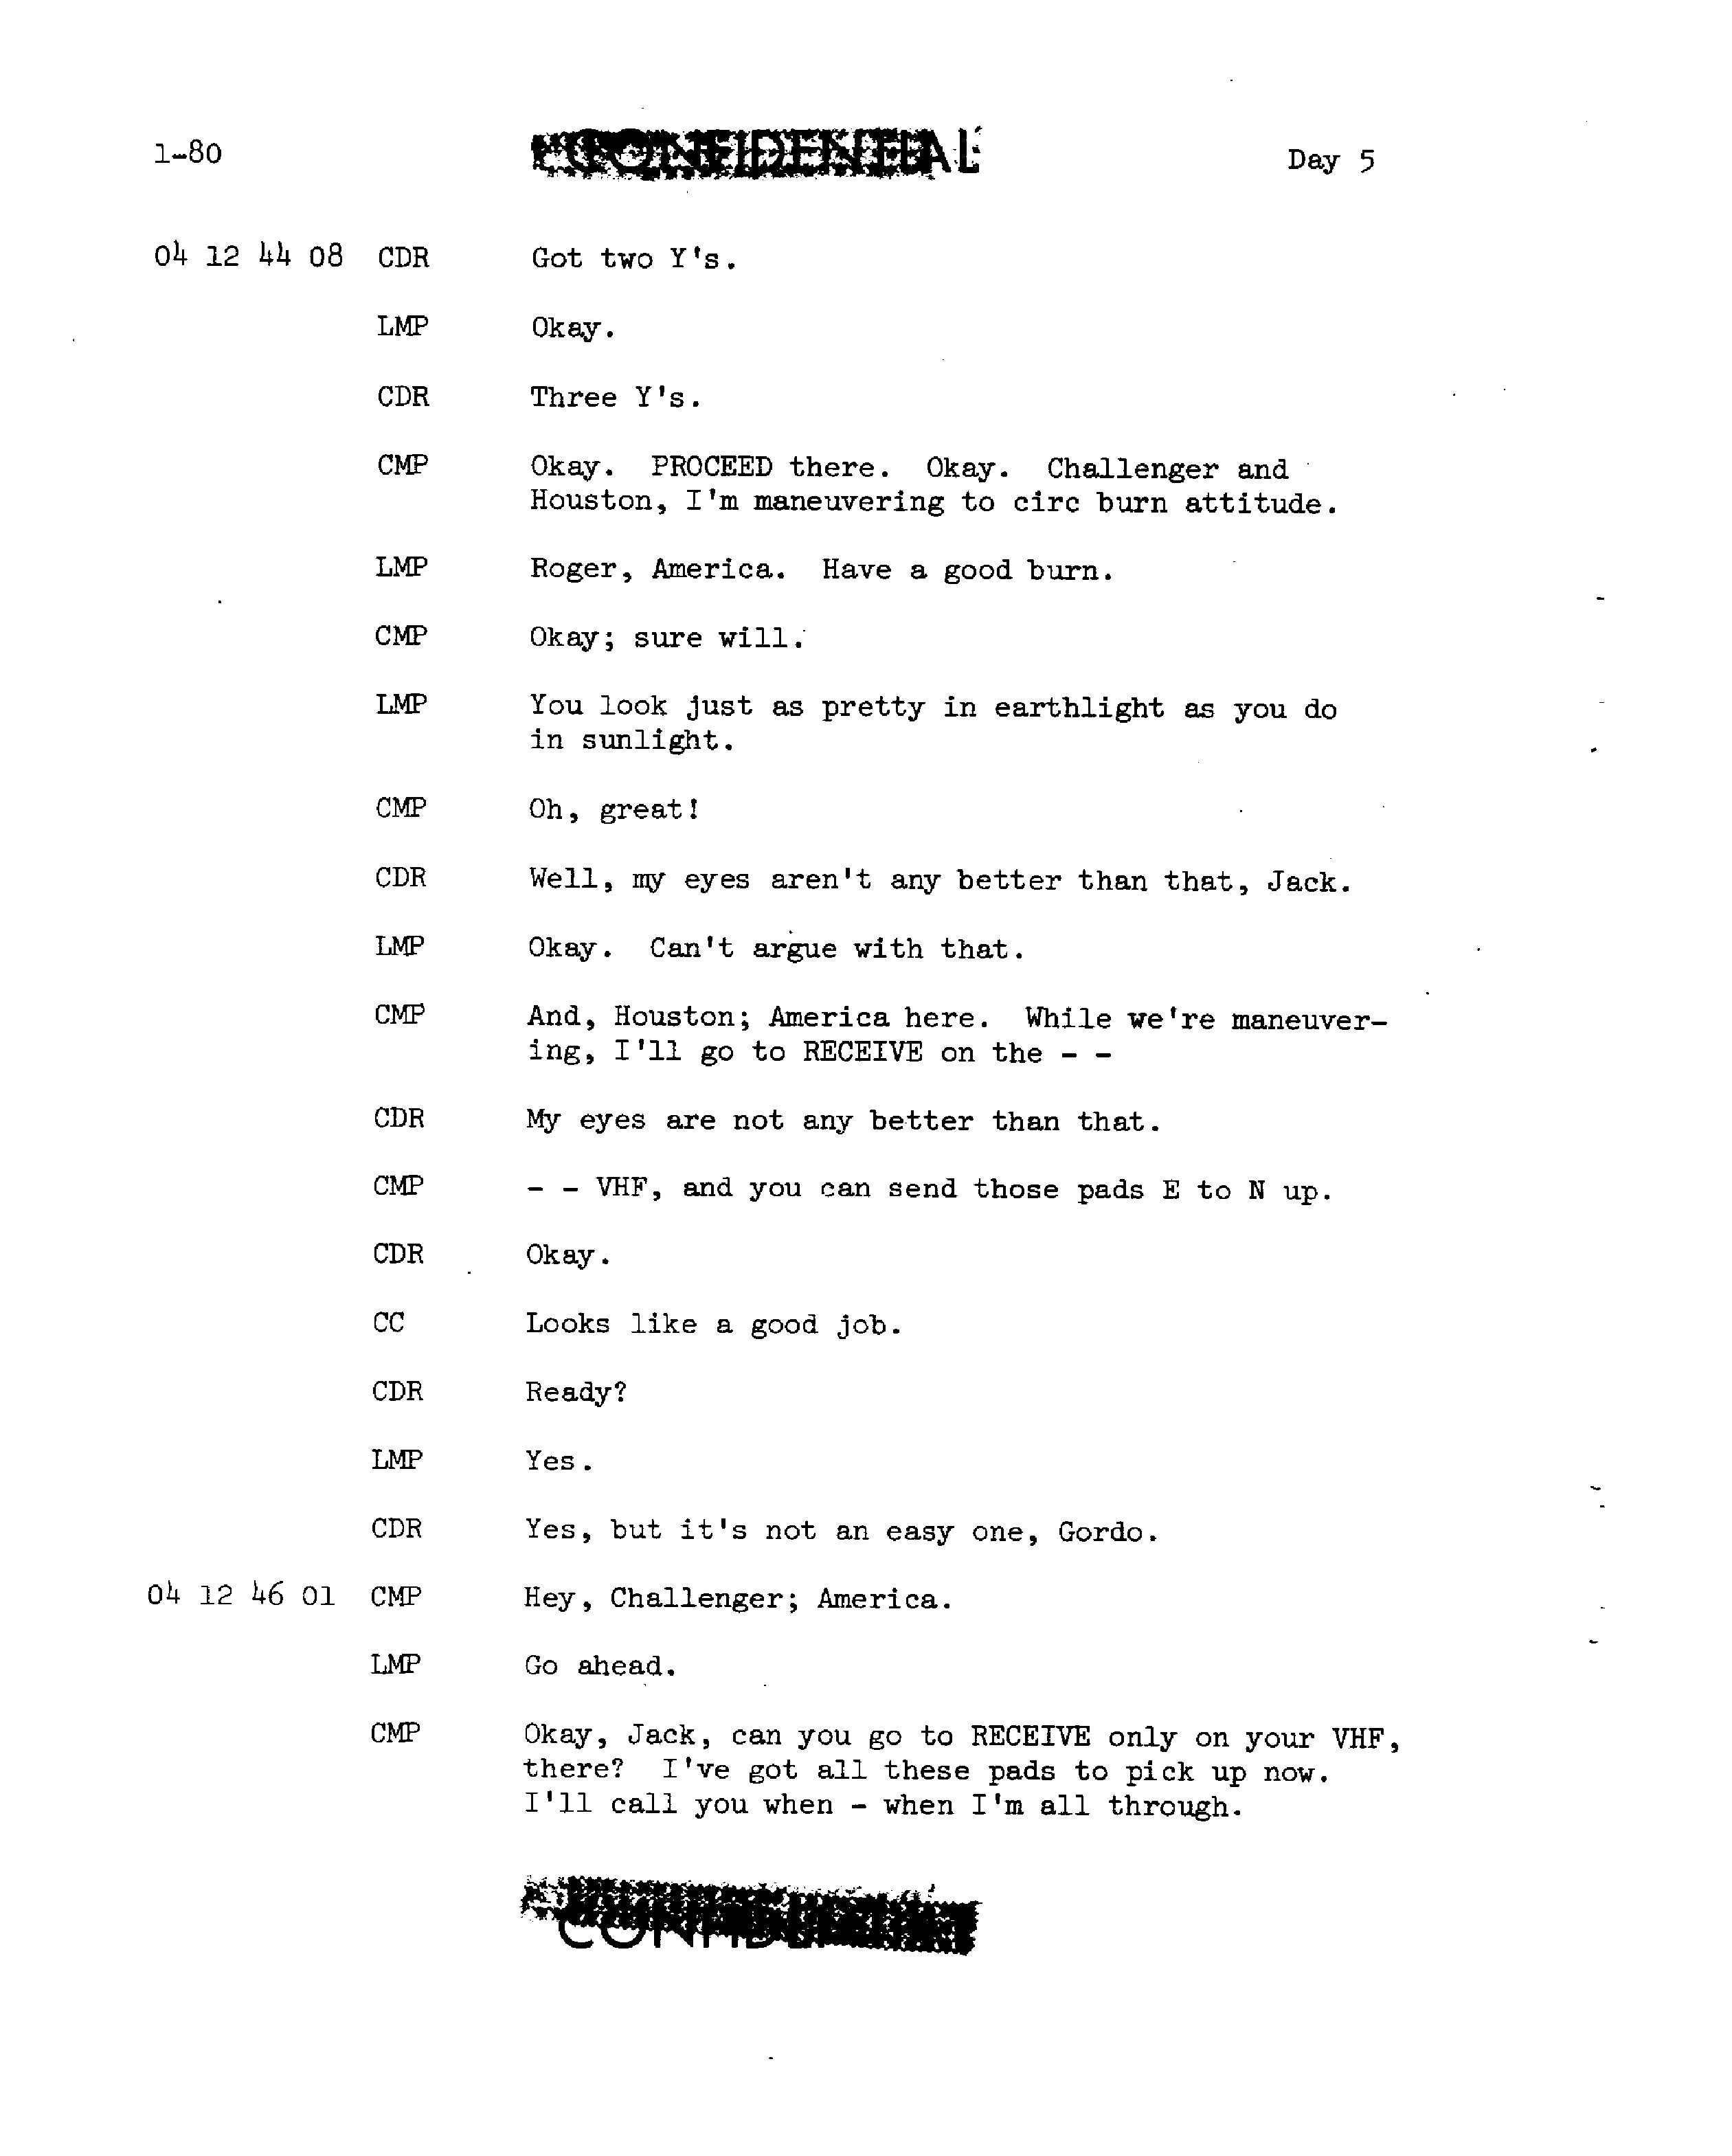 1-80 CONFIDENTIAL Day 5
04 12 44 08 CDR Got two Y's.
LMP Okay.
CDR Three Y's.
CMP Okay. PROCEED there. Okay. Challenger and
Houston, I'm maneuvering to circ burn attitude.
LMP Roger, America. Have a good burn.
CMP Okay; sure will.
LMP You look just as pretty in earthlight as you do
in sunlight.
CMP Oh, great!
CDR Well, my eyes aren't any better than that, Jack.
LMP Okay. Can't argue with that.
CMP And, Houston; America here. While we're maneuver-
ing, I'll go to RECEIVE on the - -
CDR My eyes are not any better than that.
CMP - - VHF, and you can send those pads E to N up.
CDR Okay.
CC Looks like a good job.
CDR Ready?
LMP Yes.
CDR Yes, but it's not an easy one, Gordo.
04 12 46 01 CMP Hey, Challenger; America.
LMP Go ahead.
CMP Okay, Jack, can you go to RECEIVE only on your VHF,
there? I've got all these pads to pick up now.
I'll call you when - when I'm all through.
CONFIDENTIAL